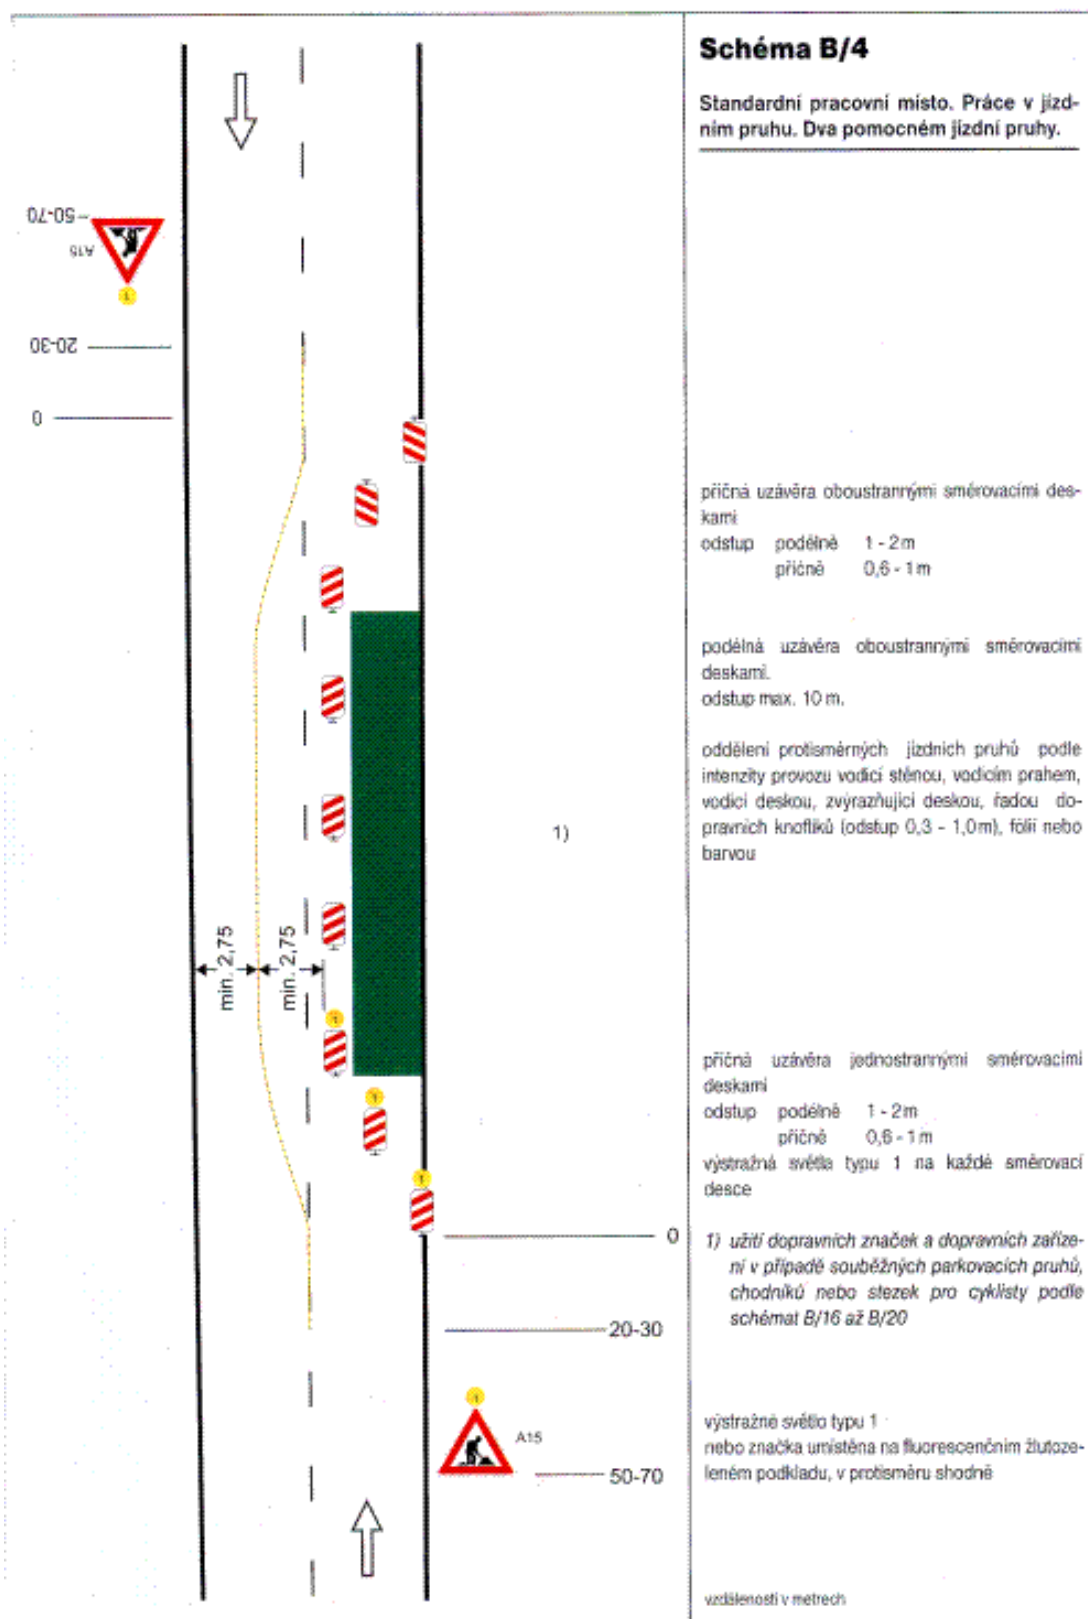 Schéma B/4
Standardní pracovní místo. Práce v jízd-
ním pruhu. Dva pomocném jízdní pruhy.
50-70
A15
1
20-30
0
příčná uzávěra oboustrannými směrovacími des-
kami
odstup podélně 1 - 2 m
příčně 0,6 - 1 m
podélná uzávěra oboustrannými směrovacími
deskami.
odstup max. 10 m.
oddělení protisměrných jízdních pruhů podle
intenzity provozu vodicí stěnou, vodicím prahem,
vodicí deskou, zvýrazňující deskou, řadou do-
pravních knoflíků (odstup 0,3 - 1,0 m), fólií nebo
barvou
1)
min. 2,75
min. 2,75
1
příčná uzávěra jednostrannými směrovacími
deskami
odstup podélně 1 - 2 m
příčně 0,6 - 1 m
výstražná světla typu 1 na každé směrovací
desce
1
1
0
1) užití dopravních značek a dopravních zaříze-
ní v případě souběžných parkovacích pruhů,
chodníků nebo stezek pro cyklisty podle
schémat B/16 až B/20
20-30
1
A15
50-70
výstražné světlo typu 1
nebo značka umístěna na fluorescenčním žlutoze-
leném podkladu, v protisměru shodně
vzdálenosti v metrech